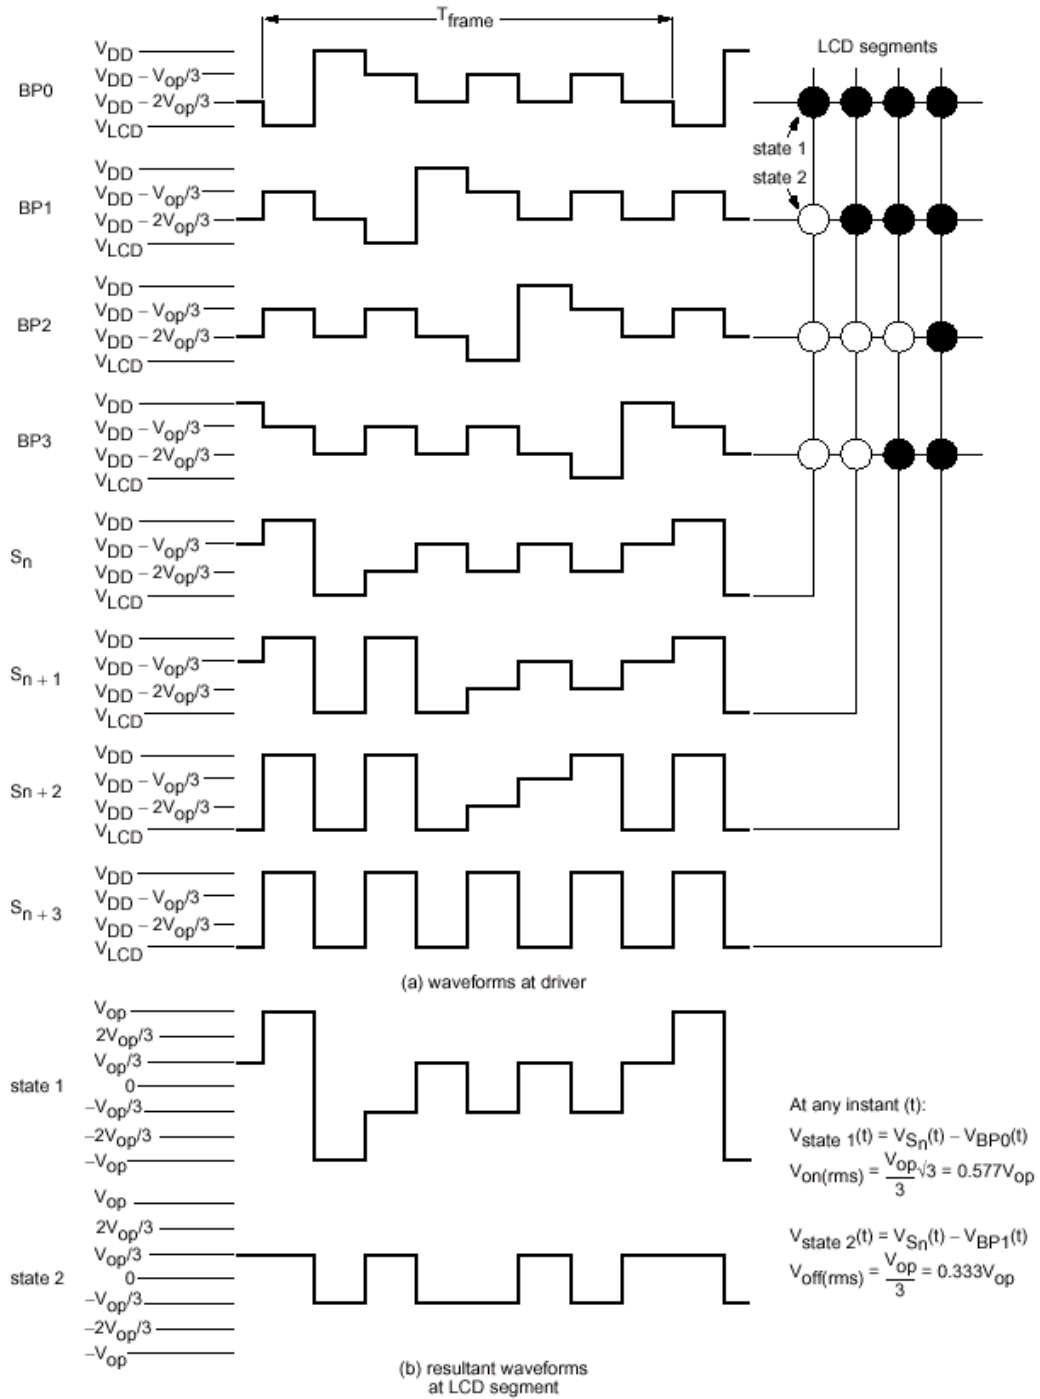 Tframe
LCD segments
BP0
VDD
VDD − Vop/3
VDD − 2Vop/3
VLCD
state 1
state 2
BP1
VDD
VDD − Vop/3
VDD − 2Vop/3
VLCD
BP2
VDD
VDD − Vop/3
VDD − 2Vop/3
VLCD
BP3
VDD
VDD − Vop/3
VDD − 2Vop/3
VLCD
Sn
VDD
VDD − Vop/3
VDD − 2Vop/3
VLCD
Sn + 1
VDD
VDD − Vop/3
VDD − 2Vop/3
VLCD
Sn + 2
VDD
VDD − Vop/3
VDD − 2Vop/3
VLCD
Sn + 3
VDD
VDD − Vop/3
VDD − 2Vop/3
VLCD
(a) waveforms at driver
state 1
Vop
2Vop/3
Vop/3
0
−Vop/3
−2Vop/3
−Vop
At any instant (t):
Vstate 1(t) = VSn(t) − VBP0(t)
Von(rms) = Vop/3 √3 = 0.577Vop
state 2
Vop
2Vop/3
Vop/3
0
−Vop/3
−2Vop/3
−Vop
Vstate 2(t) = VSn(t) − VBP1(t)
Voff(rms) = Vop/3 = 0.333Vop
(b) resultant waveforms
at LCD segment